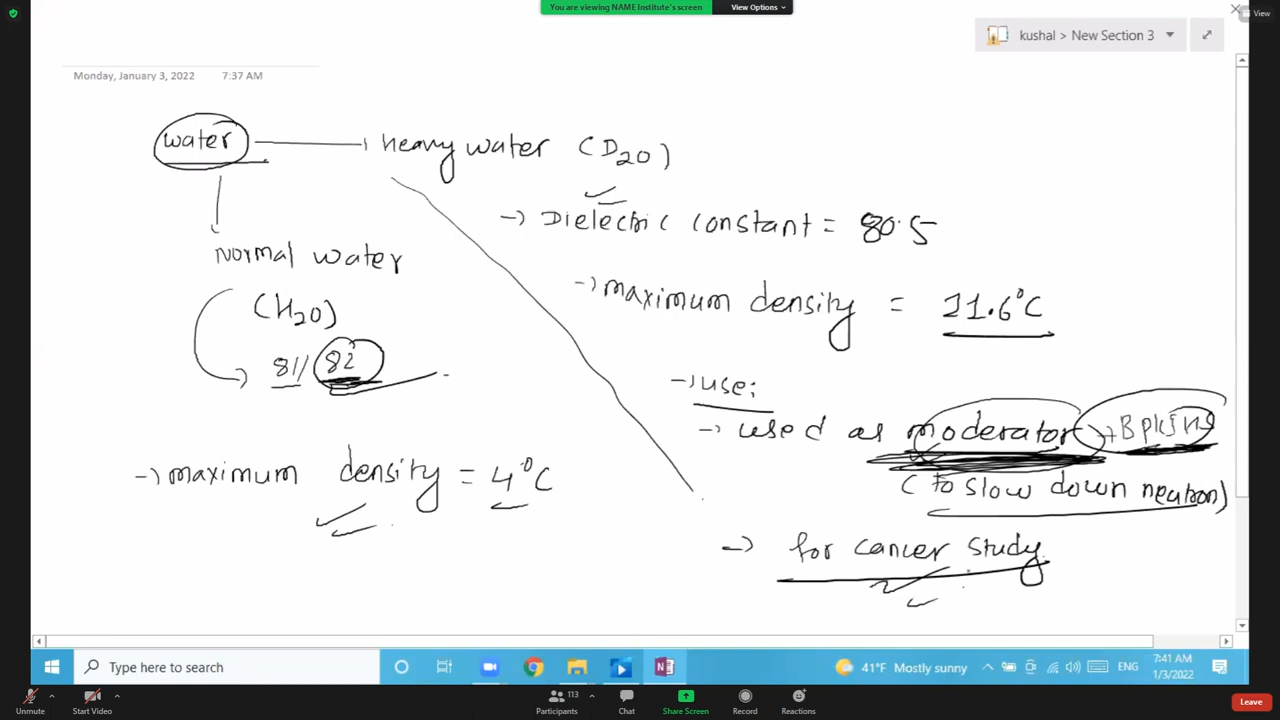 You are viewing NAME Institute's screen View Options
View
kushal > New Section 3
Monday, January 3, 2022 7:37 AM
water heavy water (D2O)
→ Dielectric constant = 80.5
Normal water
(H2O)
81/82
→ maximum density = 11.6°C
→ use:
→ used as moderator
(to slow down neutron)
→ maximum density = 4°C
→ for cancer study
Type here to search
41°F Mostly sunny ENG 7:41 AM
1/3/2022
Unmute Start Video Participants 113 Chat Share Screen Record Reactions Leave